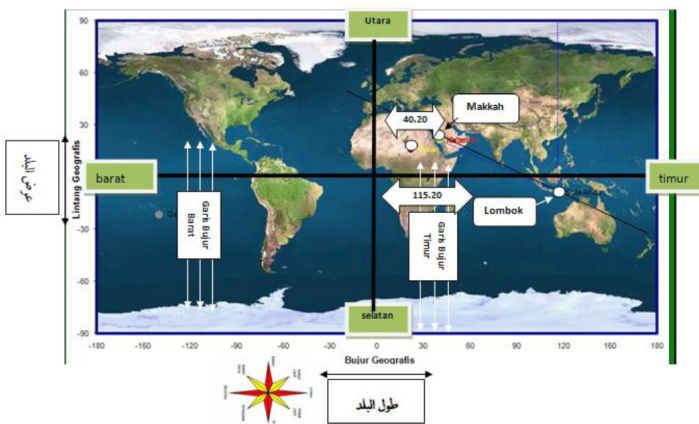 Utara
90
60
30
-30
-60
-90
Lintang Geografis
عرض البلد
barat
timur
Makkah
40.20
115.20
Lombok
Garis Bujur
Barat
Garis Bujur
Timur
selatan
-180
-150
-120
-90
-60
-30
0
30
60
90
120
150
180
Bujur Geografis
طول البلد